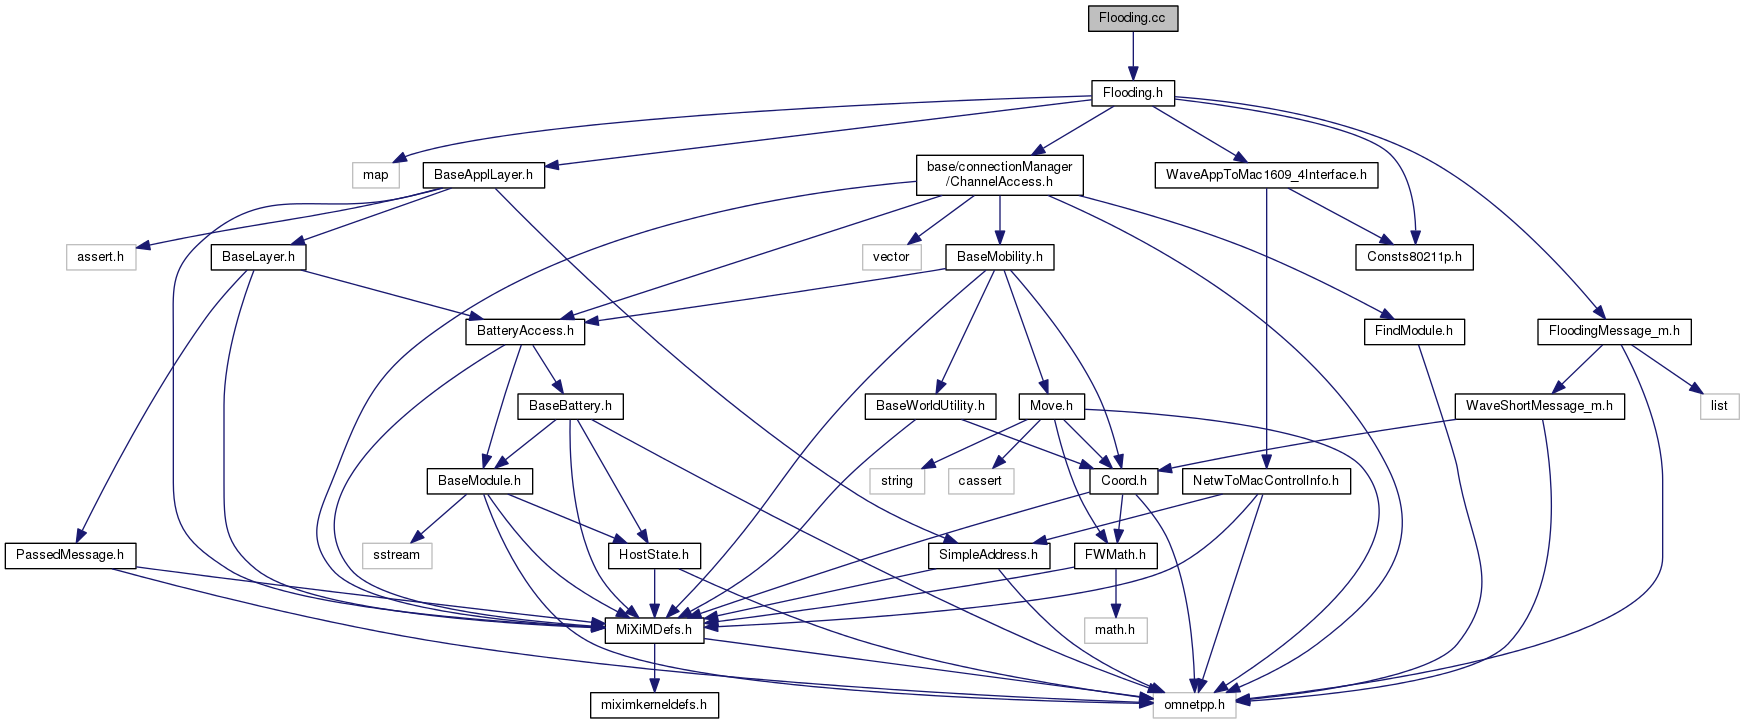 Flooding.cc
Flooding.h
map
BaseApplLayer.h
base/connectionManager
/ChannelAccess.h
WaveAppToMac1609_4Interface.h
assert.h
BaseLayer.h
vector
BaseMobility.h
Consts80211p.h
BatteryAccess.h
FindModule.h
FloodingMessage_m.h
BaseBattery.h
BaseWorldUtility.h
Move.h
WaveShortMessage_m.h
list
BaseModule.h
string
cassert
Coord.h
NetwToMacControlInfo.h
PassedMessage.h
sstream
HostState.h
SimpleAddress.h
FWMath.h
MiXiMDefs.h
math.h
miximkerneldefs.h
omnetpp.h